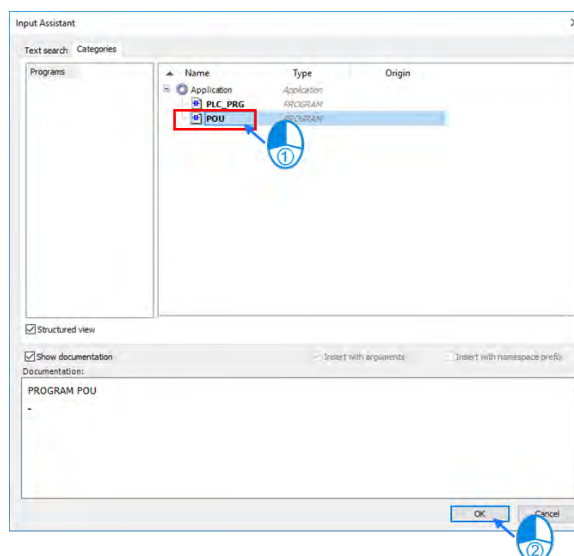 Input Assistant
Text search Categories
Programs
Name Type Origin
Application Application
PLC_PRG PROGRAM
POU PROGRAM
①
Structured view
Show documentation Insert with arguments Insert with namespace prefix
Documentation:
PROGRAM POU
-
OK Cancel
②